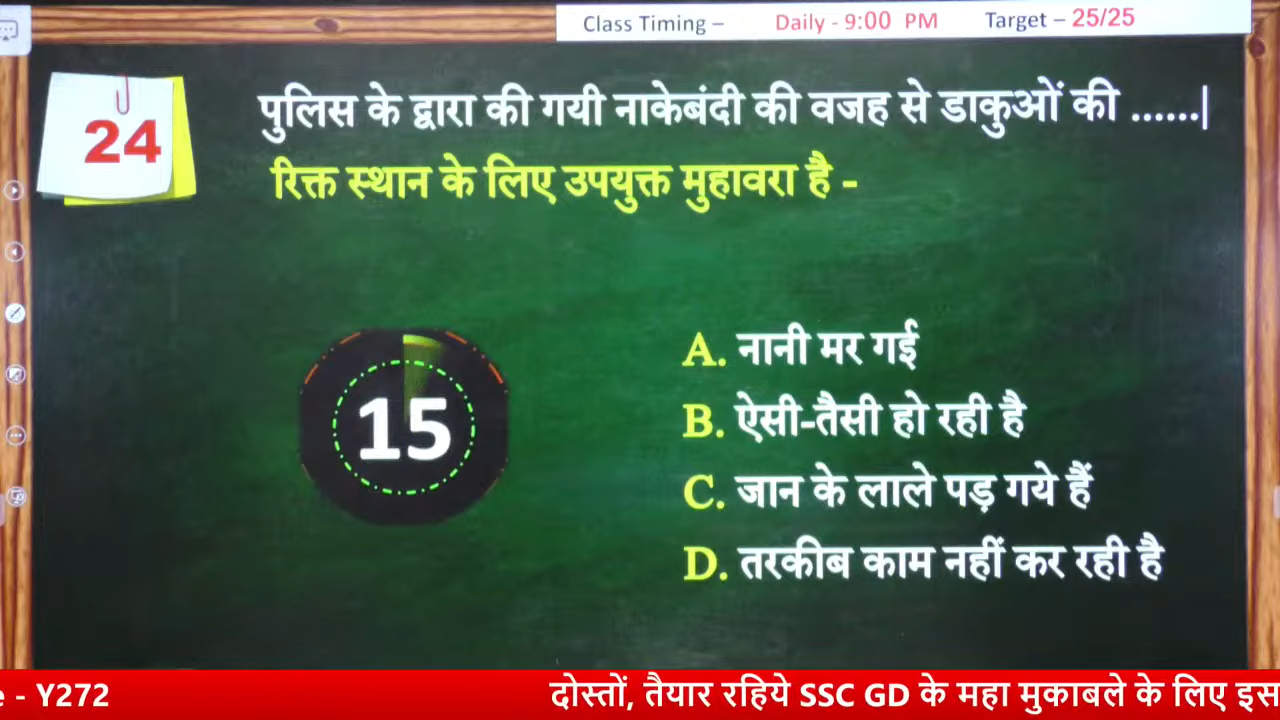 Class Timing – Daily - 9:00 PM Target – 25/25
24
पुलिस के द्वारा की गयी नाकेबंदी की वजह से डाकुओं की ......|
रिक्त स्थान के लिए उपयुक्त मुहावरा है -
15
A. नानी मर गई
B. ऐसी-तैसी हो रही है
C. जान के लाले पड़ गये हैं
D. तरकीब काम नहीं कर रही है
- Y272 दोस्तों, तैयार रहिये SSC GD के महा मुकाबले के लिए इस